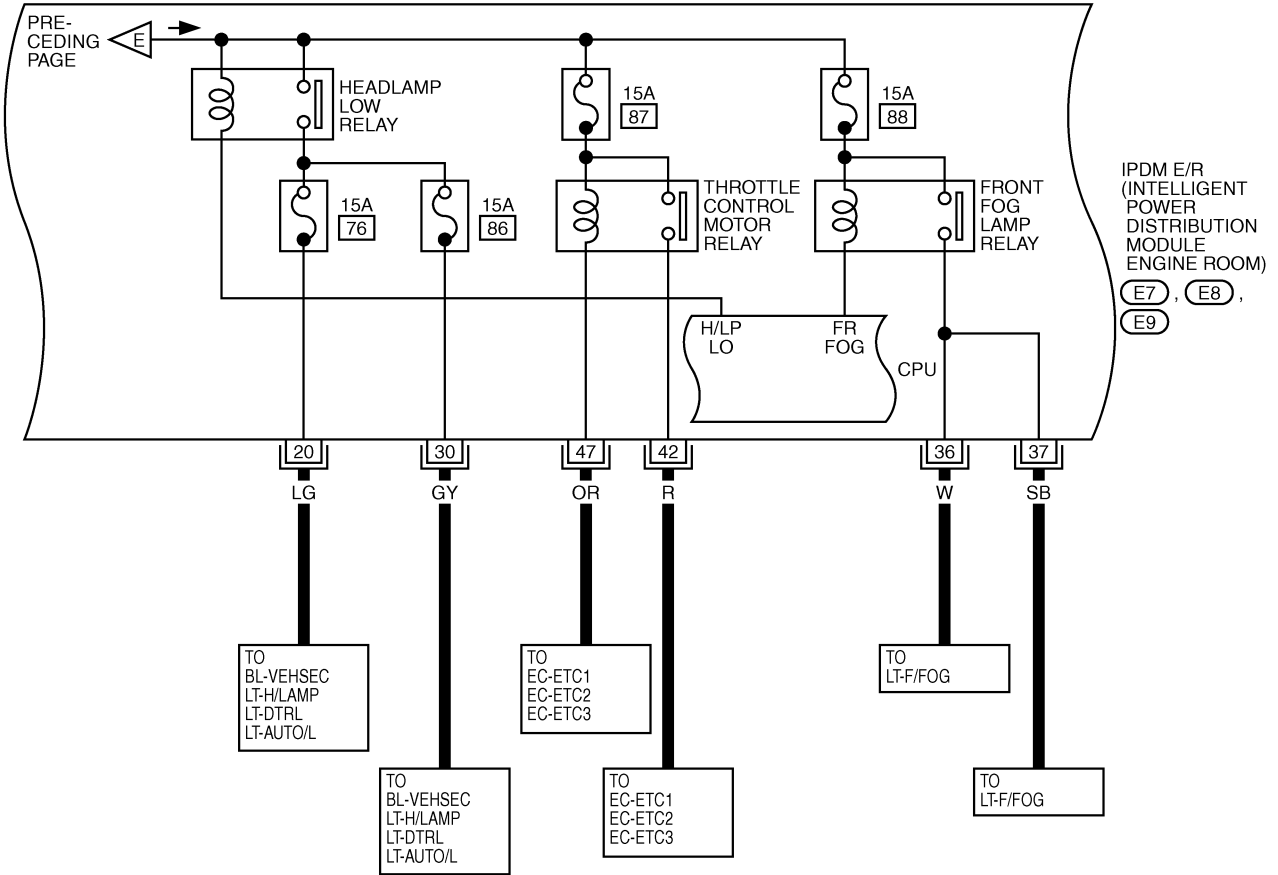 PRE-
CEDING
PAGE
E
HEADLAMP
LOW
RELAY
15A
87
15A
88
15A
76
15A
86
THROTTLE
CONTROL
MOTOR
RELAY
FRONT
FOG
LAMP
RELAY
IPDM E/R
(INTELLIGENT
POWER
DISTRIBUTION
MODULE
ENGINE ROOM)
E7 , E8 ,
E9
H/LP
LO
FR
FOG
CPU
20
30
47
42
36
37
LG
GY
OR
R
W
SB
TO
BL-VEHSEC
LT-H/LAMP
LT-DTRL
LT-AUTO/L
TO
EC-ETC1
EC-ETC2
EC-ETC3
TO
LT-F/FOG
TO
BL-VEHSEC
LT-H/LAMP
LT-DTRL
LT-AUTO/L
TO
EC-ETC1
EC-ETC2
EC-ETC3
TO
LT-F/FOG